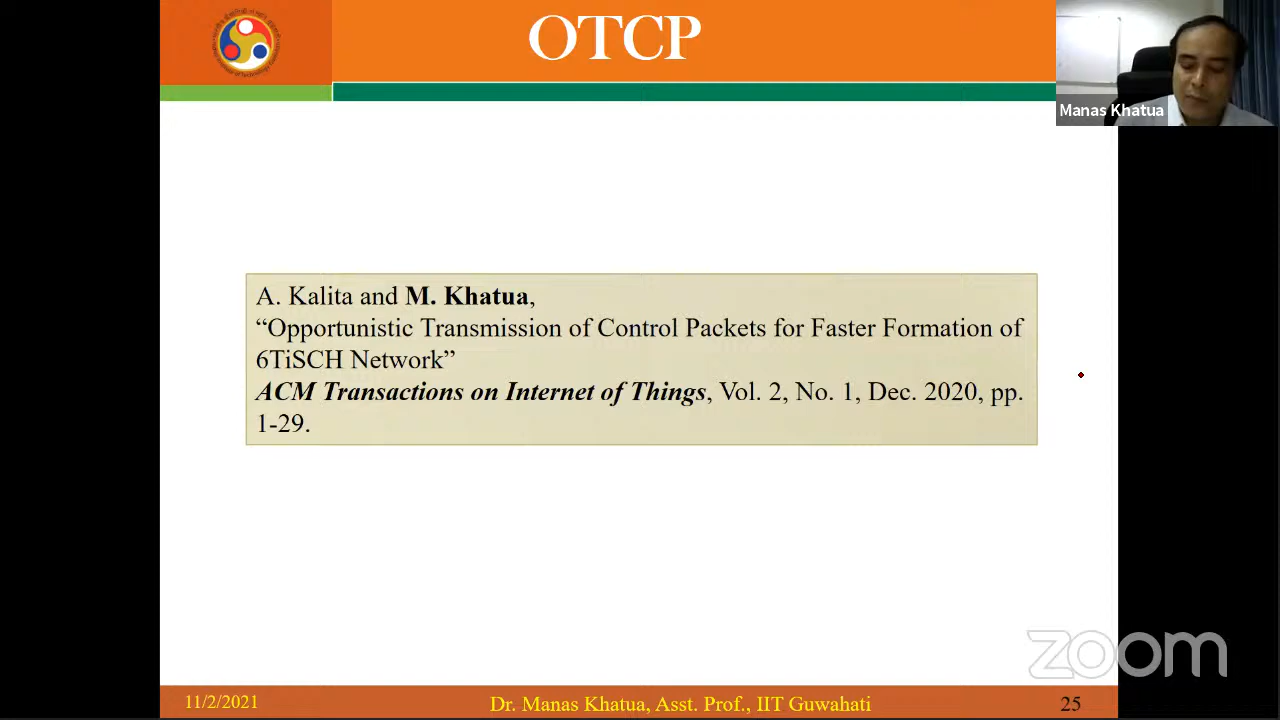 OTCP
Manas Khatua
A. Kalita and M. Khatua,
“Opportunistic Transmission of Control Packets for Faster Formation of
6TiSCH Network”
ACM Transactions on Internet of Things, Vol. 2, No. 1, Dec. 2020, pp.
1-29.
zoom
11/2/2021
Dr. Manas Khatua, Asst. Prof., IIT Guwahati
25